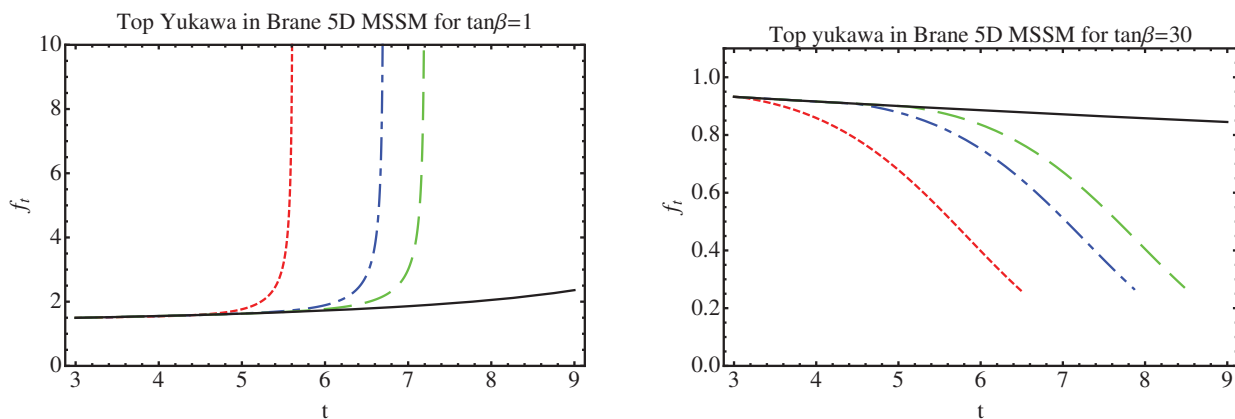 Top Yukawa in Brane 5D MSSM for tanβ=1
10
8
6
4
2
0
f_t
3 4 5 6 7 8 9
t
Top yukawa in Brane 5D MSSM for tanβ=30
1.0
0.8
0.6
0.4
0.2
0.0
f_t
3 4 5 6 7 8 9
t